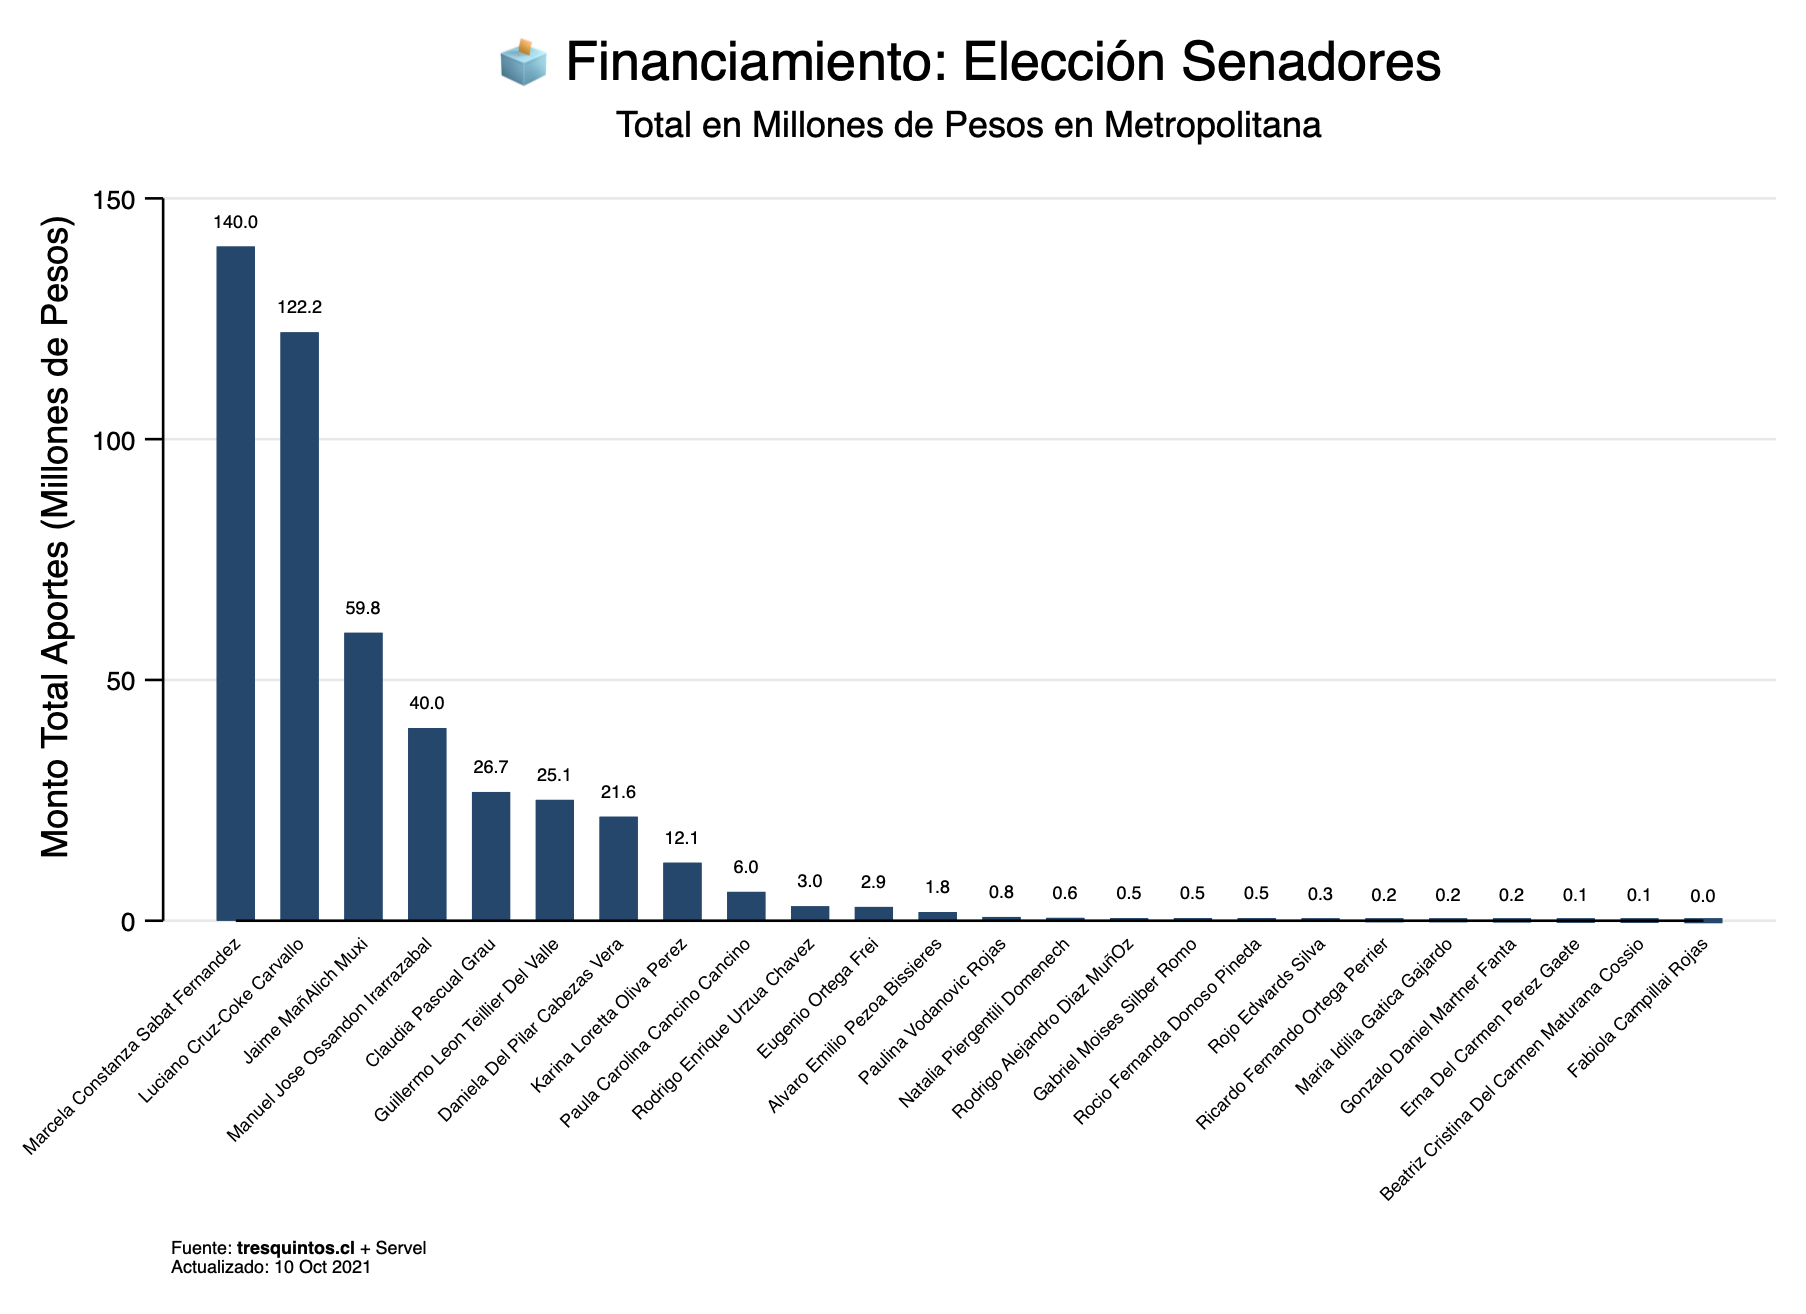 Financiamiento: Elección Senadores
Total en Millones de Pesos en Metropolitana
Monto Total Aportes (Millones de Pesos)
150
100
50
0
140.0
122.2
59.8
40.0
26.7
25.1
21.6
12.1
6.0
3.0
2.9
1.8
0.8
0.6
0.5
0.5
0.5
0.3
0.2
0.2
0.2
0.1
0.1
0.0
Marcela Constanza Sabat Fernandez
Luciano Cruz-Coke Carvallo
Jaime MañAlich Muxi
Manuel Jose Ossandon Irarrazabal
Claudia Pascual Grau
Guillermo Leon Teillier Del Valle
Daniela Del Pilar Cabezas Vera
Karina Loretta Oliva Perez
Paula Carolina Cancino Cancino
Rodrigo Enrique Urzua Chavez
Eugenio Ortega Frei
Alvaro Emilio Pezoa Bissieres
Paulina Vodanovic Rojas
Natalia Piergentili Domenech
Rodrigo Alejandro Diaz MuñOz
Gabriel Moises Silber Romo
Rocio Fernanda Donoso Pineda
Rojo Edwards Silva
Ricardo Fernando Ortega Perrier
Maria Idilia Gatica Gajardo
Gonzalo Daniel Martner Fanta
Erna Del Carmen Perez Gaete
Beatriz Cristina Del Carmen Maturana Cossio
Fabiola Campillai Rojas
Fuente: tresquintos.cl + Servel
Actualizado: 10 Oct 2021